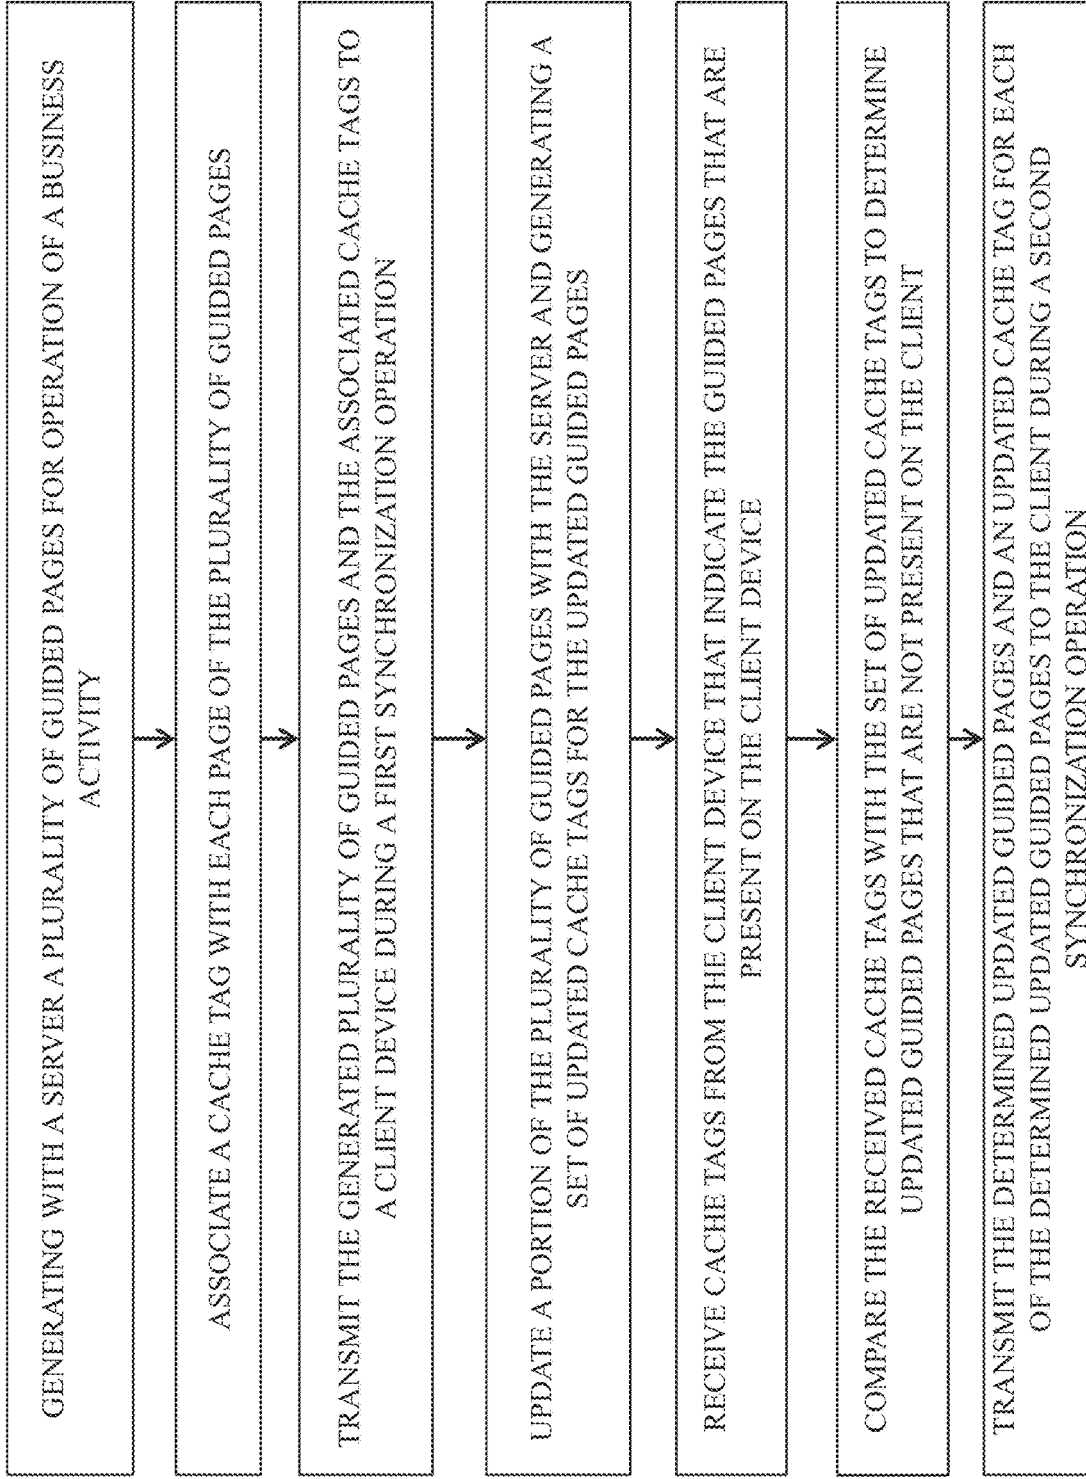 GENERATING WITH A SERVER A PLURALITY OF GUIDED PAGES FOR OPERATION OF A BUSINESS
ACTIVITY
ASSOCIATE A CACHE TAG WITH EACH PAGE OF THE PLURALITY OF GUIDED PAGES
TRANSMIT THE GENERATED PLURALITY OF GUIDED PAGES AND THE ASSOCIATED CACHE TAGS TO
A CLIENT DEVICE DURING A FIRST SYNCHRONIZATION OPERATION
UPDATE A PORTION OF THE PLURALITY OF GUIDED PAGES WITH THE SERVER AND GENERATING A
SET OF UPDATED CACHE TAGS FOR THE UPDATED GUIDED PAGES
RECEIVE CACHE TAGS FROM THE CLIENT DEVICE THAT INDICATE THE GUIDED PAGES THAT ARE
PRESENT ON THE CLIENT DEVICE
COMPARE THE RECEIVED CACHE TAGS WITH THE SET OF UPDATED CACHE TAGS TO DETERMINE
UPDATED GUIDED PAGES THAT ARE NOT PRESENT ON THE CLIENT
TRANSMIT THE DETERMINED UPDATED GUIDED PAGES AND AN UPDATED CACHE TAG FOR EACH
OF THE DETERMINED UPDATED GUIDED PAGES TO THE CLIENT DURING A SECOND
SYNCHRONIZATION OPERATION